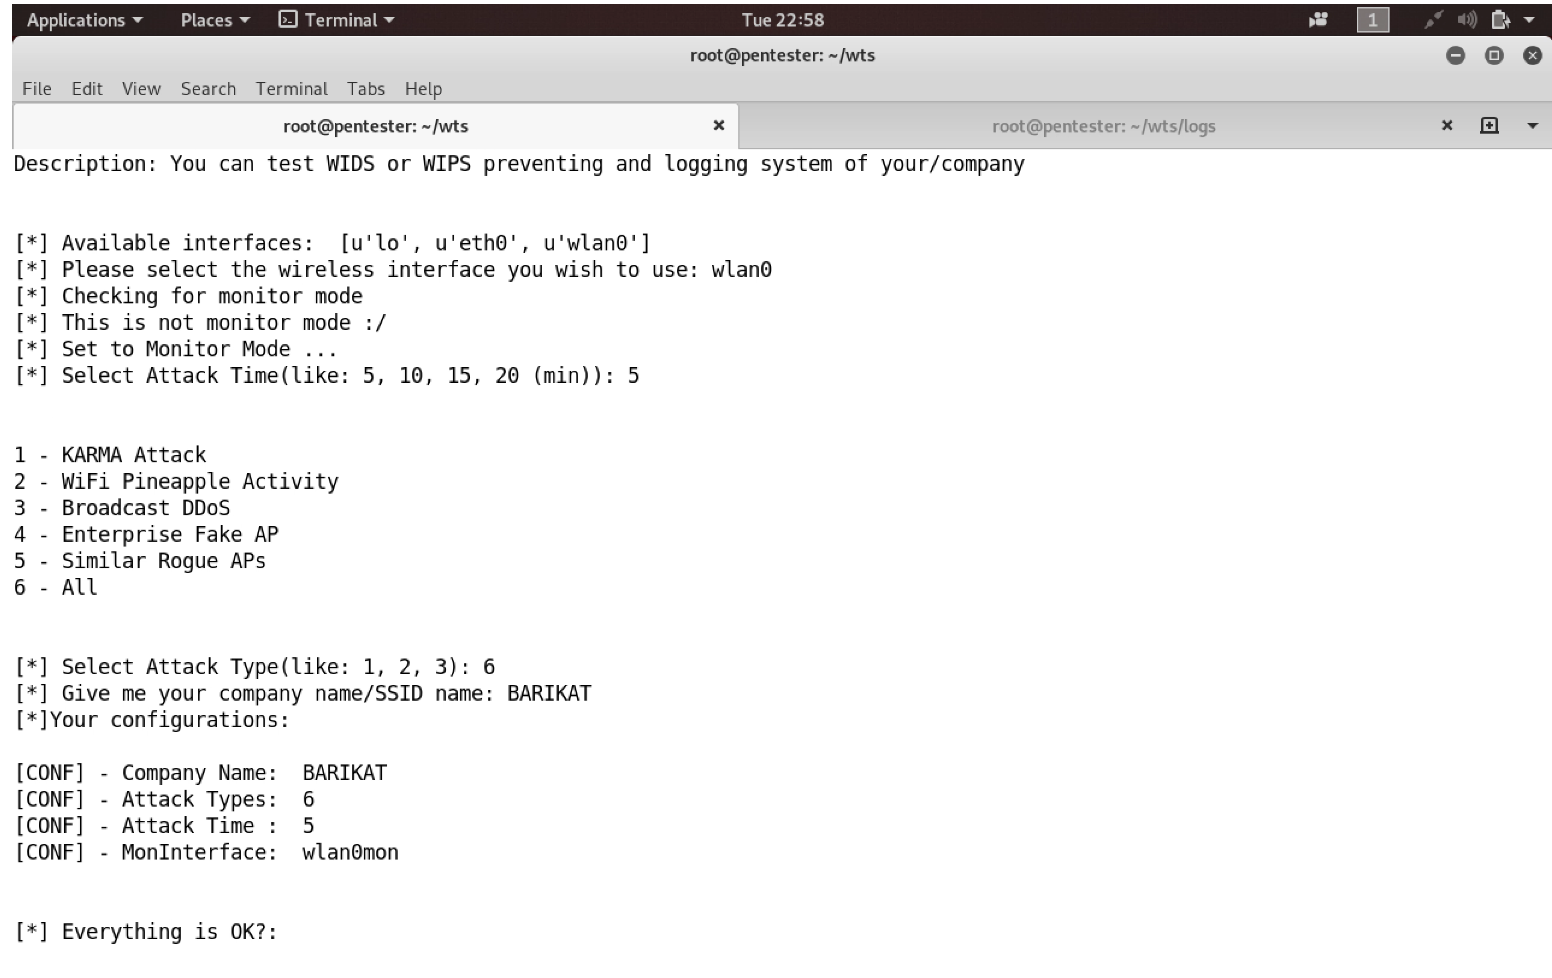 Applications Places Terminal Tue 22:58 1
root@pentester: ~/wts
File Edit View Search Terminal Tabs Help
root@pentester: ~/wts root@pentester: ~/wts/logs
Description: You can test WIDS or WIPS preventing and logging system of your/company
[*] Available interfaces:  [u'lo', u'eth0', u'wlan0']
[*] Please select the wireless interface you wish to use: wlan0
[*] Checking for monitor mode
[*] This is not monitor mode :/
[*] Set to Monitor Mode ...
[*] Select Attack Time(like: 5, 10, 15, 20 (min)): 5
1 - KARMA Attack
2 - WiFi Pineapple Activity
3 - Broadcast DDoS
4 - Enterprise Fake AP
5 - Similar Rogue APs
6 - All
[*] Select Attack Type(like: 1, 2, 3): 6
[*] Give me your company name/SSID name: BARIKAT
[*]Your configurations:
[CONF] - Company Name:  BARIKAT
[CONF] - Attack Types:  6
[CONF] - Attack Time :  5
[CONF] - MonInterface:  wlan0mon
[*] Everything is OK?: